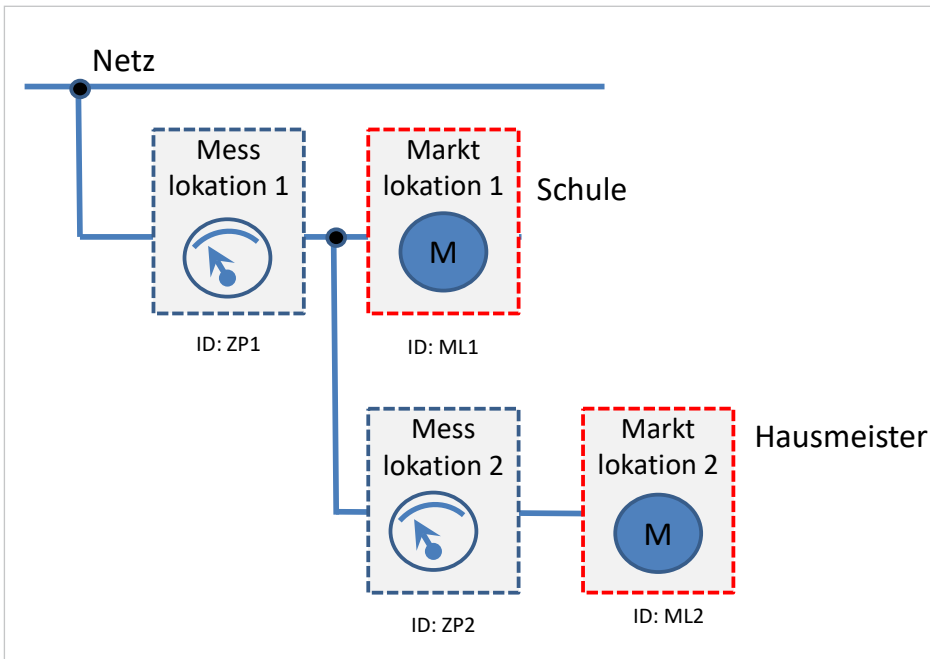 Netz
Mess
lokation 1
Markt
lokation 1
Schule
M
ID: ZP1
ID: ML1
Mess
lokation 2
Markt
lokation 2
Hausmeister
M
ID: ZP2
ID: ML2